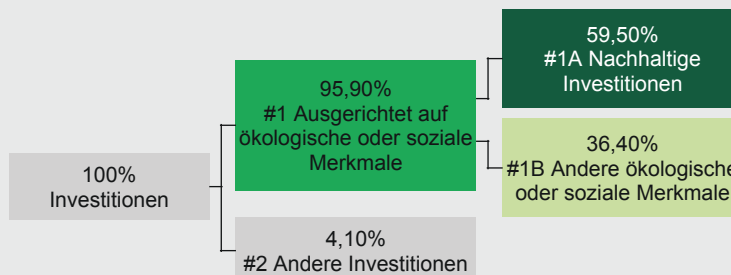 100%
Investitionen
95,90%
#1 Ausgerichtet auf
ökologische oder soziale
Merkmale
4,10%
#2 Andere Investitionen
59,50%
#1A Nachhaltige
Investitionen
36,40%
#1B Andere ökologische
oder soziale Merkmale